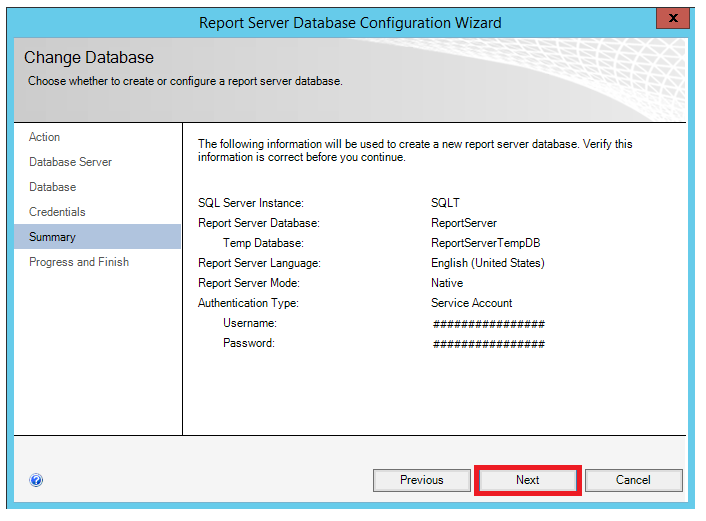 Report Server Database Configuration Wizard
x
Change Database
Choose whether to create or configure a report server database.
Action
Database Server
Database
Credentials
Summary
Progress and Finish
The following information will be used to create a new report server database. Verify this
information is correct before you continue.
SQL Server Instance: SQLT
Report Server Database: ReportServer
Temp Database: ReportServerTempDB
Report Server Language: English (United States)
Report Server Mode: Native
Authentication Type: Service Account
Username: ################
Password: ################
?
Previous Next Cancel